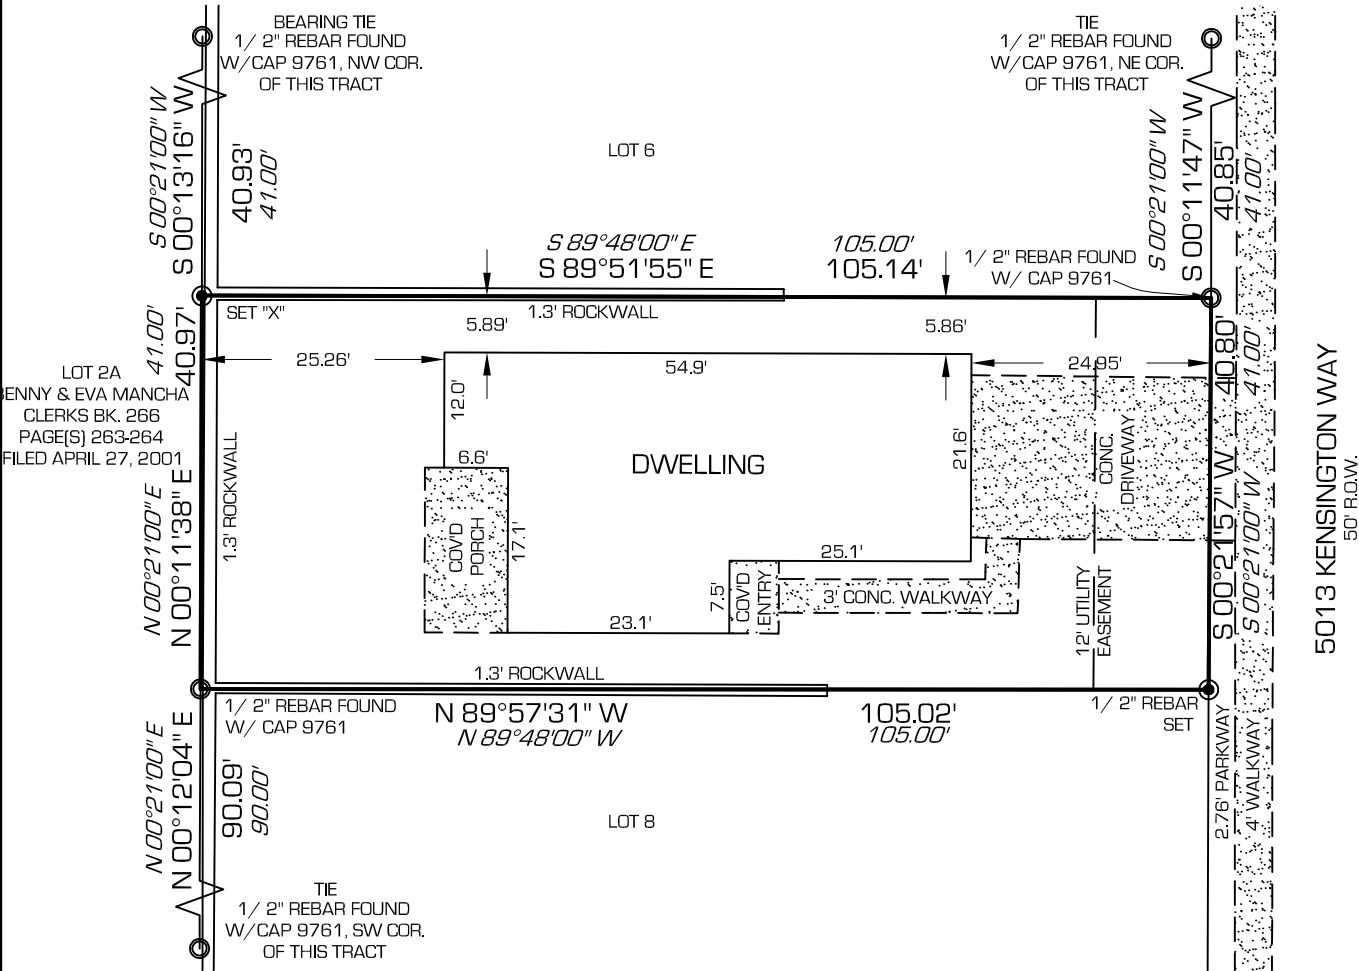 BEARING TIE
1/2" REBAR FOUND
W/CAP 9761, NW COR.
OF THIS TRACT
TIE
1/2" REBAR FOUND
W/CAP 9761, NE COR.
OF THIS TRACT
S 00°21'00" W
S 00°13'16" W
40.93'
41.00'
LOT 6
S 00°21'00" W
S 00°11'47" W
40.85'
41.00'
S 89°48'00" E
S 89°51'55" E
105.00'
105.14'
1/2" REBAR FOUND
W/ CAP 9761
SET "X"
1.3' ROCKWALL
5.89'
5.86'
41.00'
40.97'
25.26'
54.9'
24.95'
40.80'
41.00'
LOT 2A
BENNY & EVA MANCHA
CLERKS BK. 266
PAGE(S) 263-264
FILED APRIL 27, 2001
12.0'
6.6'
DWELLING
21.6'
CONC.
DRIVEWAY
1.3' ROCKWALL
COV'D
PORCH
17.1'
25.1'
N 00°21'00" E
N 00°11'38" E
7.5'
COV'D
ENTRY
3' CONC. WALKWAY
12' UTILITY
EASEMENT
S 00°21'57" W
S 00°21'00" W
5013 KENSINGTON WAY
50' R.O.W.
23.1'
1.3' ROCKWALL
1/2" REBAR FOUND
W/ CAP 9761
N 89°57'31" W
N 89°48'00" W
105.02'
105.00'
1/2" REBAR
SET
2.76' PARKWAY
4' WALKWAY
N 00°21'00" E
N 00°12'04" E
90.09'
90.00'
LOT 8
TIE
1/2" REBAR FOUND
W/CAP 9761, SW COR.
OF THIS TRACT